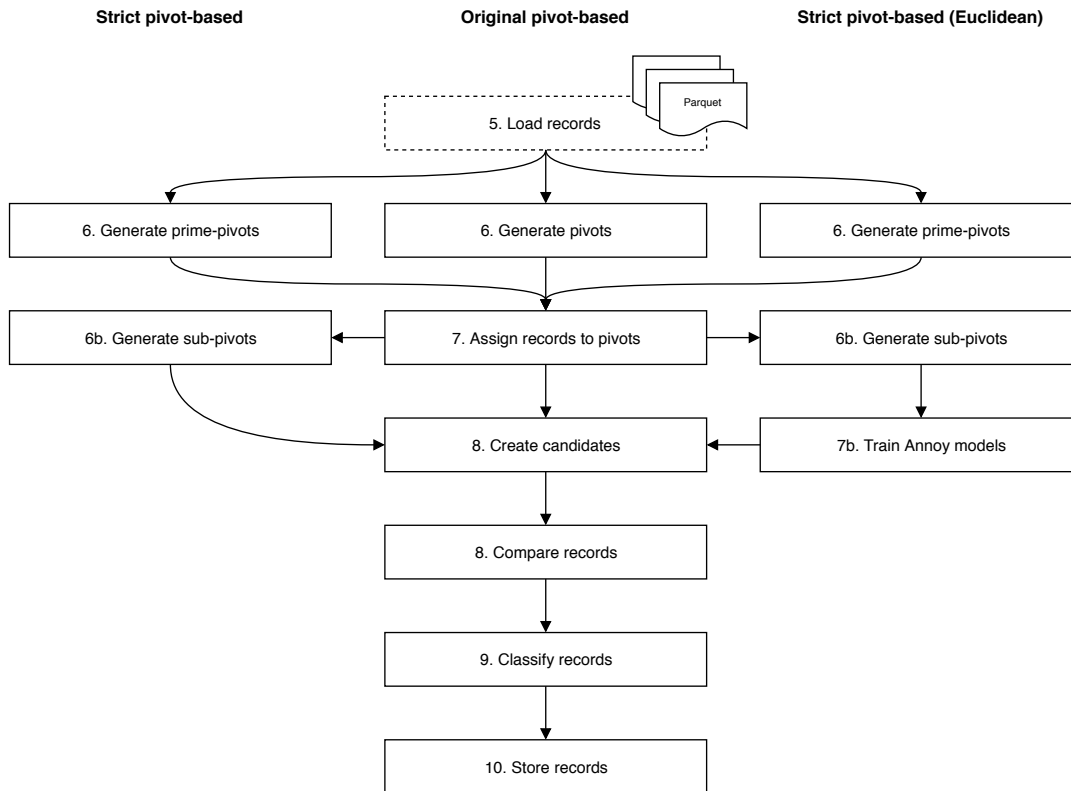 Strict pivot-based
Original pivot-based
Strict pivot-based (Euclidean)
Parquet
5. Load records
6. Generate prime-pivots
6. Generate pivots
6. Generate prime-pivots
6b. Generate sub-pivots
7. Assign records to pivots
6b. Generate sub-pivots
8. Create candidates
7b. Train Annoy models
8. Compare records
9. Classify records
10. Store records